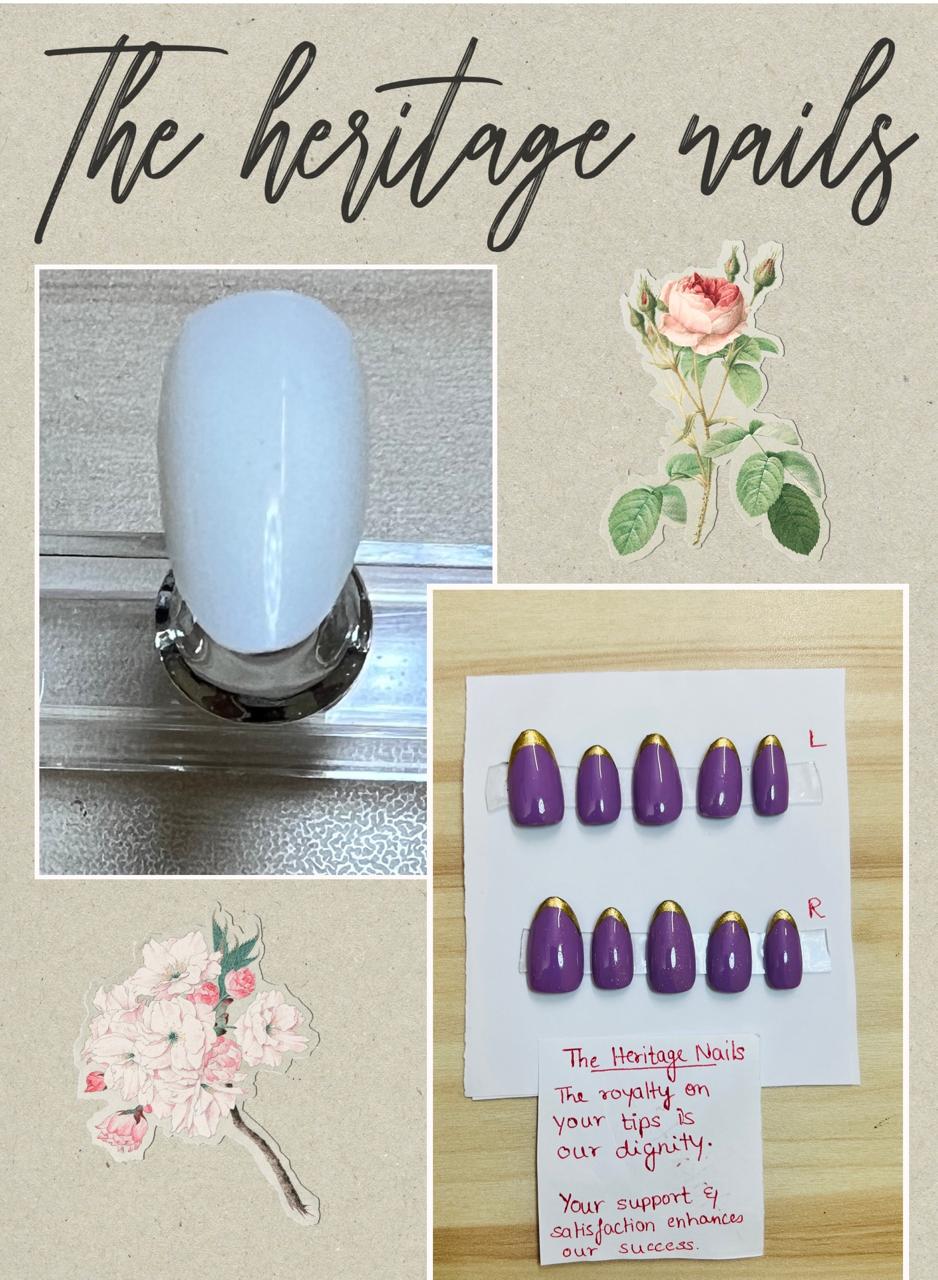 The heritage nails
L
R
The Heritage Nails
The royalty on
your tips is
our dignity.
Your support &
satisfaction enhances
our success.